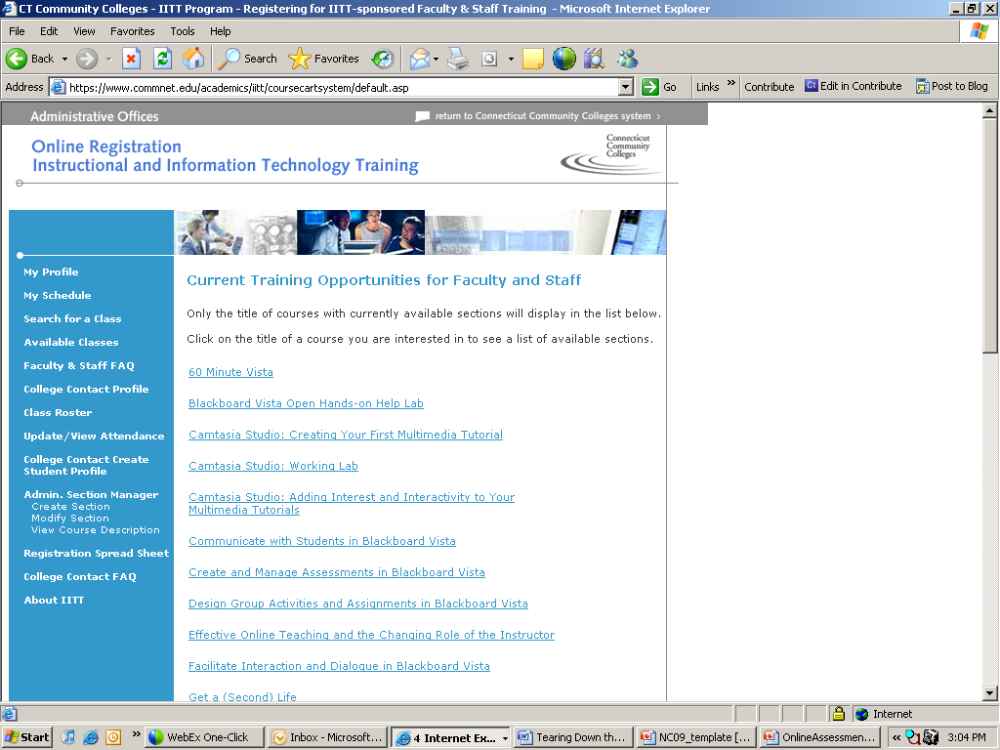 CT Community Colleges - IITT Program - Registering for IITT-sponsored Faculty & Staff Training - Microsoft Internet Explorer
File Edit View Favorites Tools Help
Back Search Favorites
Address https://www.commnet.edu/academics/iitt/coursecartsystem/default.asp Go Links » Contribute Edit in Contribute Post to Blog
Administrative Offices return to Connecticut Community Colleges system >
Online Registration
Instructional and Information Technology Training
Connecticut
Community
Colleges
My Profile
My Schedule
Search for a Class
Available Classes
Faculty & Staff FAQ
College Contact Profile
Class Roster
Update/View Attendance
College Contact Create
Student Profile
Admin. Section Manager
Create Section
Modify Section
View Course Description
Registration Spread Sheet
College Contact FAQ
About IITT
Current Training Opportunities for Faculty and Staff
Only the title of courses with currently available sections will display in the list below.
Click on the title of a course you are interested in to see a list of available sections.
60 Minute Vista
Blackboard Vista Open Hands-on Help Lab
Camtasia Studio: Creating Your First Multimedia Tutorial
Camtasia Studio: Working Lab
Camtasia Studio: Adding Interest and Interactivity to Your
Multimedia Tutorials
Communicate with Students in Blackboard Vista
Create and Manage Assessments in Blackboard Vista
Design Group Activities and Assignments in Blackboard Vista
Effective Online Teaching and the Changing Role of the Instructor
Facilitate Interaction and Dialogue in Blackboard Vista
Get a (Second) Life
Internet
Start » WebEx One-Click Inbox - Microsoft... 4 Internet Ex... Tearing Down th... NC09_template [... OnlineAssessmen... « 3:04 PM